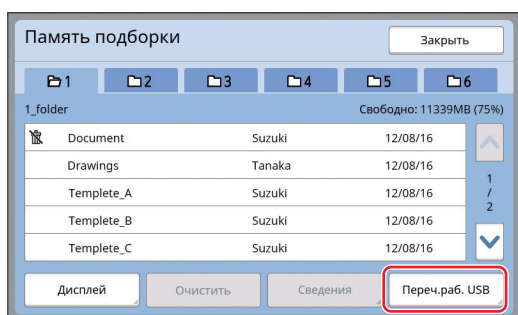 Память подборки
Закрыть
1 2 3 4 5 6
1_folder Свободно: 11339MB (75%)
Document Suzuki 12/08/16
Drawings Tanaka 12/08/16
Templete_A Suzuki 12/08/16
Templete_B Suzuki 12/08/16
Templete_C Suzuki 12/08/16
1
/
2
Дисплей Очистить Сведения Переч.раб. USB